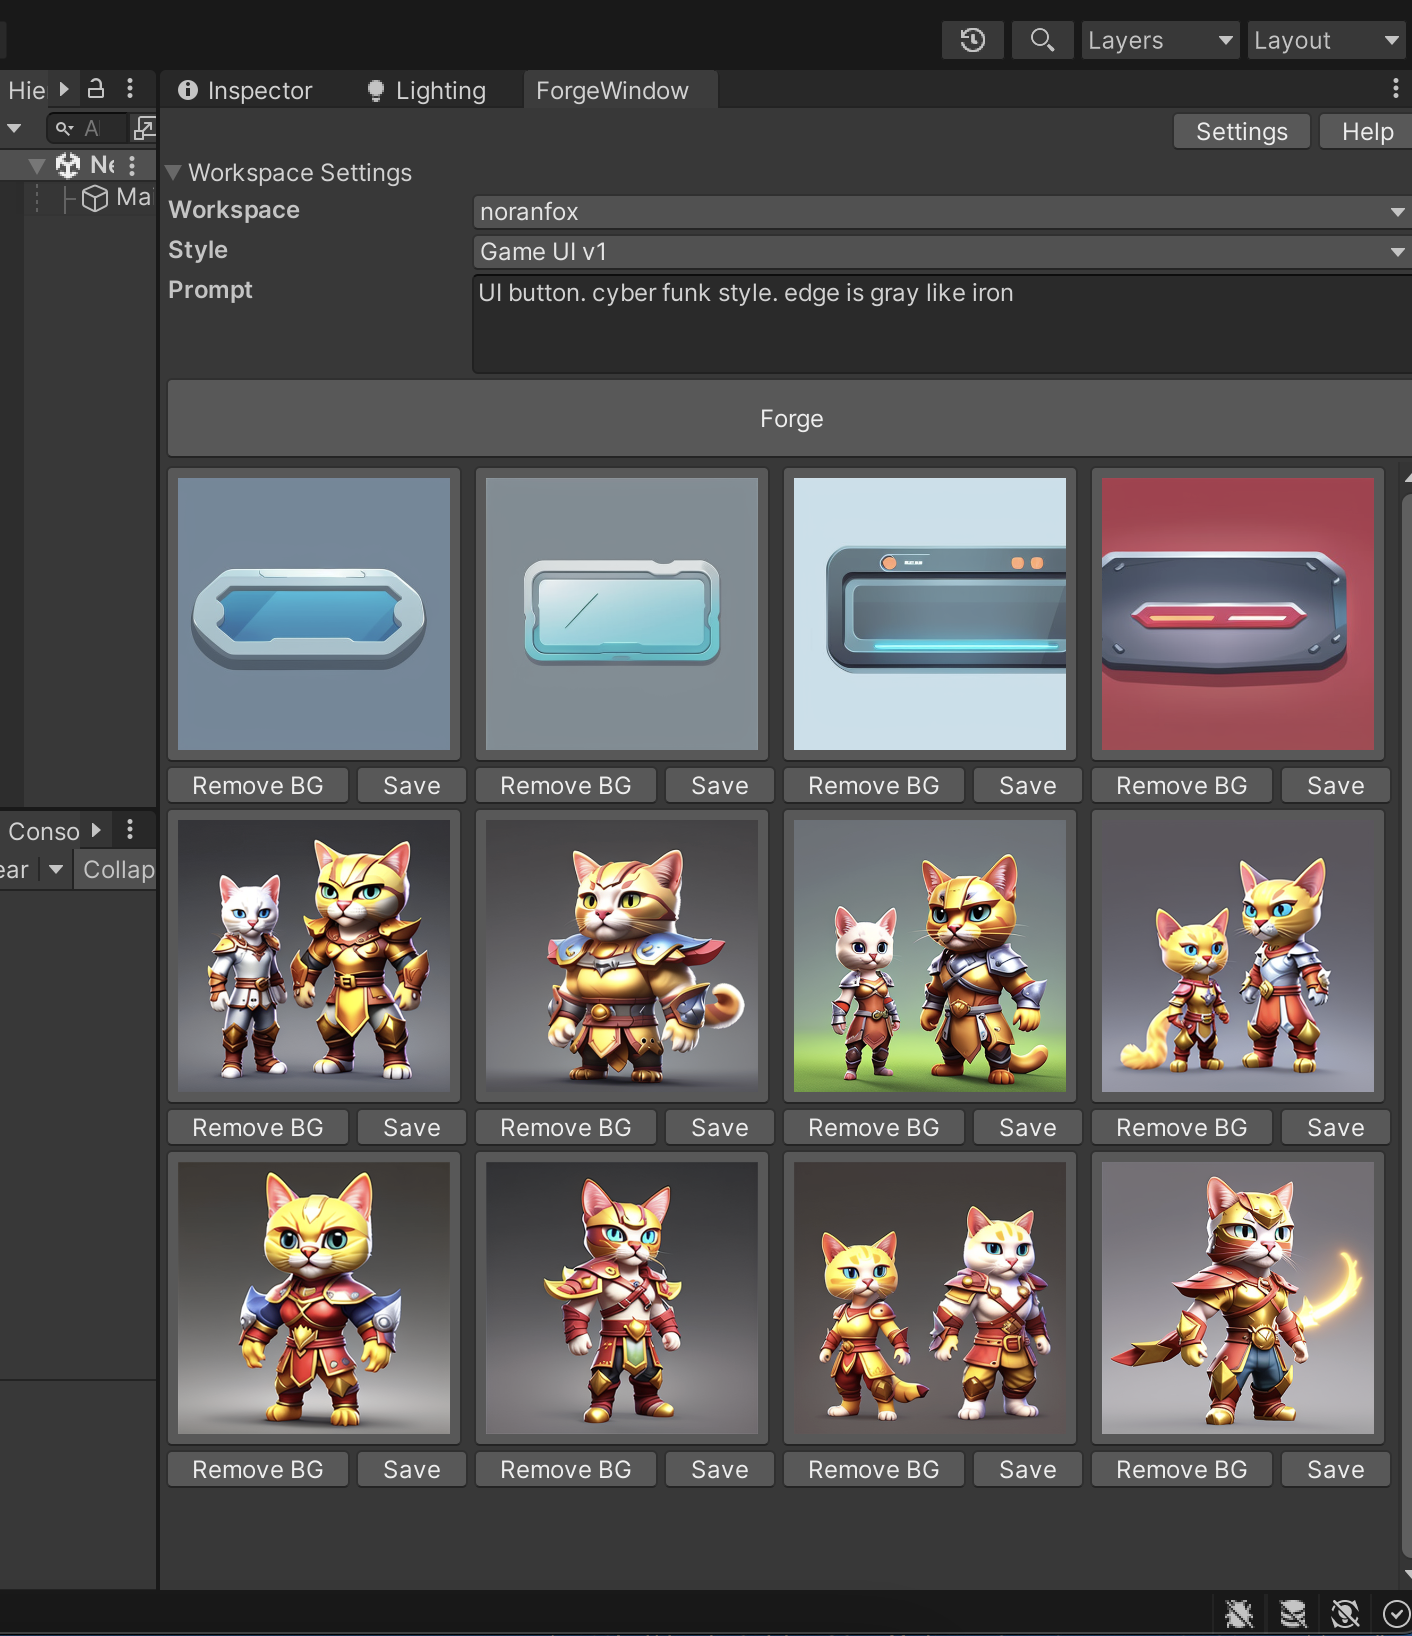 Layers
Layout
Hie
Inspector
Lighting
ForgeWindow
Settings
Help
Workspace Settings
Workspace
noranfox
Style
Game UI v1
Prompt
UI button. cyber funk style. edge is gray like iron
Forge
Remove BG
Save
Remove BG
Save
Remove BG
Save
Remove BG
Save
Conso
ear
Collap
Remove BG
Save
Remove BG
Save
Remove BG
Save
Remove BG
Save
Remove BG
Save
Remove BG
Save
Remove BG
Save
Remove BG
Save